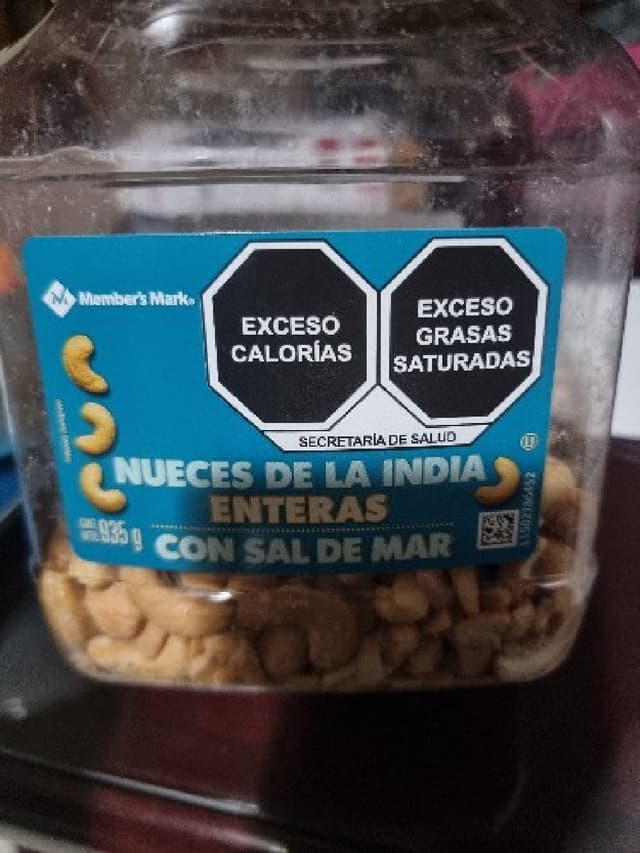 Member's Mark®
EXCESO
CALORÍAS
EXCESO
GRASAS
SATURADAS
SECRETARÍA DE SALUD
NUECES DE LA INDIA
ENTERAS
CON SAL DE MAR
935 g